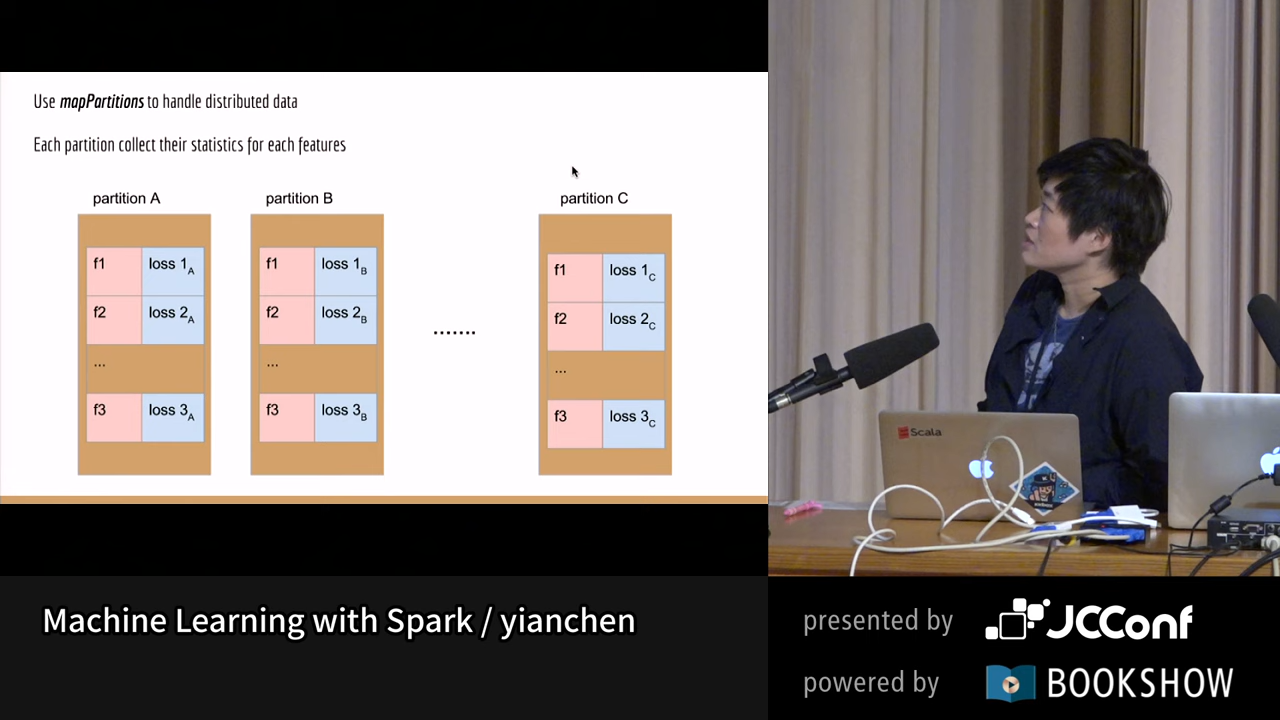 Use mapPartitions to handle distributed data
Each partition collect their statistics for each features
partition A
partition B
partition C
f1 loss 1A
f2 loss 2A
...
f3 loss 3A
f1 loss 1B
f2 loss 2B
...
f3 loss 3B
.......
f1 loss 1C
f2 loss 2C
...
f3 loss 3C
Scala
Machine Learning with Spark / yianchen
presented by JCConf
powered by BOOKSHOW